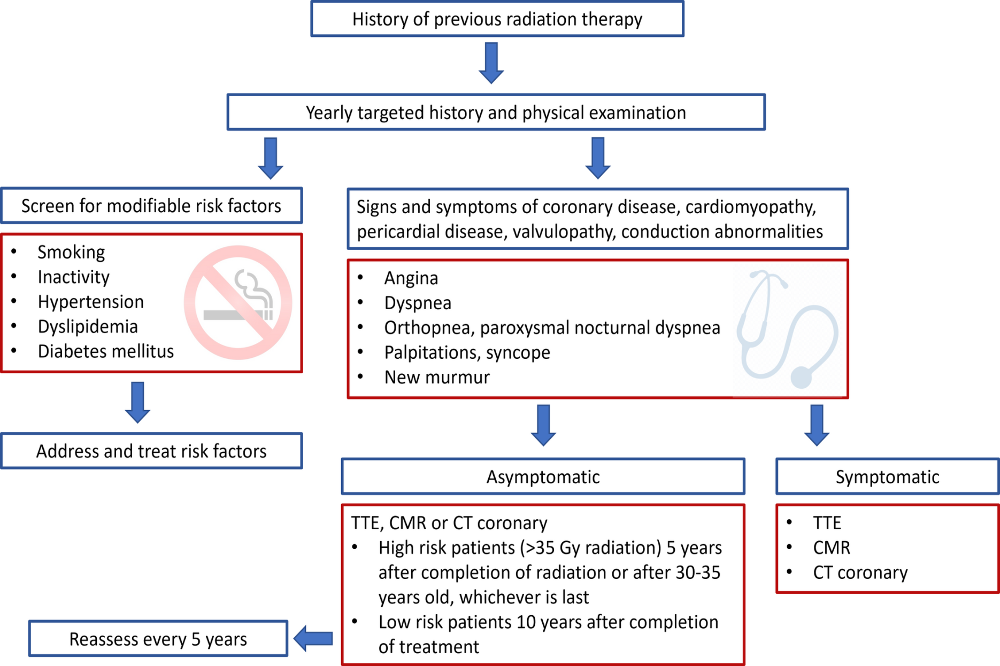 History of previous radiation therapy
Yearly targeted history and physical examination
Screen for modifiable risk factors
• Smoking
• Inactivity
• Hypertension
• Dyslipidemia
• Diabetes mellitus
Address and treat risk factors
Signs and symptoms of coronary disease, cardiomyopathy,
pericardial disease, valvulopathy, conduction abnormalities
• Angina
• Dyspnea
• Orthopnea, paroxysmal nocturnal dyspnea
• Palpitations, syncope
• New murmur
Asymptomatic
TTE, CMR or CT coronary
• High risk patients (>35 Gy radiation) 5 years
after completion of radiation or after 30-35
years old, whichever is last
• Low risk patients 10 years after completion
of treatment
Reassess every 5 years
Symptomatic
• TTE
• CMR
• CT coronary